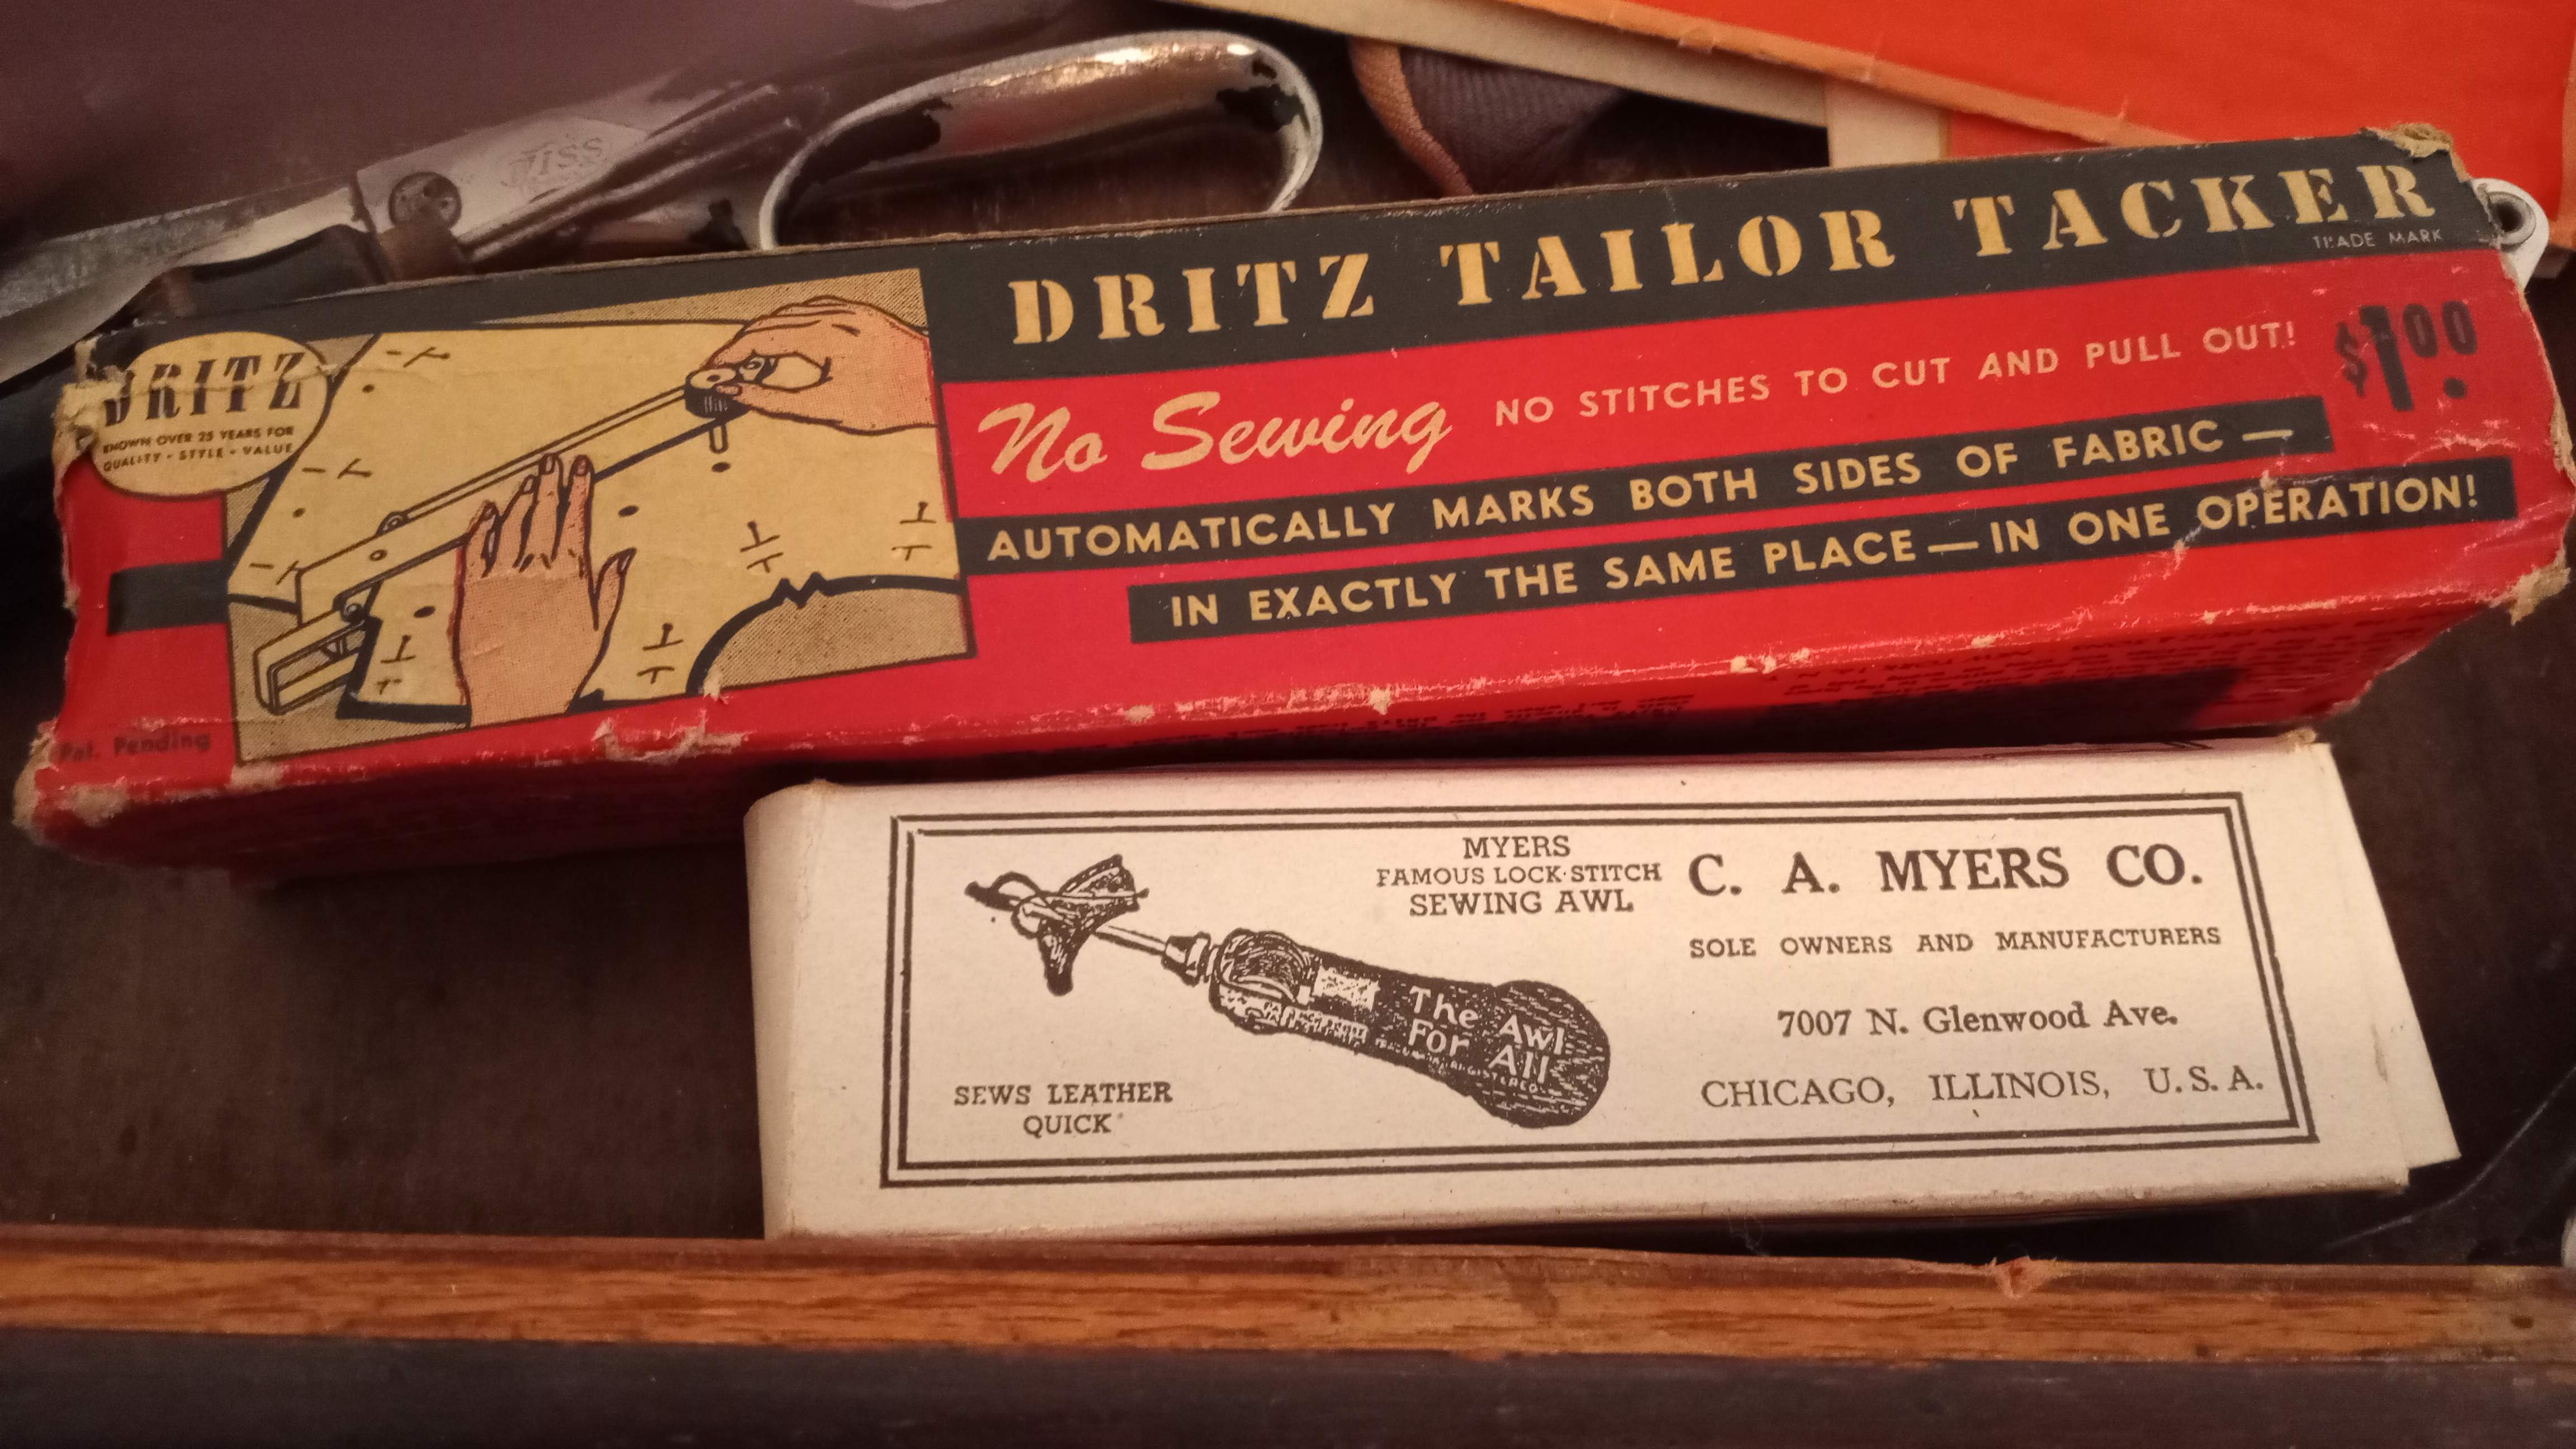 WISS
DRITZ TAILOR TACKER
TRADE MARK
DRITZ
KNOWN OVER 25 YEARS FOR
QUALITY - STYLE - VALUE
No Sewing NO STITCHES TO CUT AND PULL OUT!
$1.00
AUTOMATICALLY MARKS BOTH SIDES OF FABRIC —
IN EXACTLY THE SAME PLACE — IN ONE OPERATION!
Pat. Pending
MYERS
FAMOUS LOCK-STITCH
SEWING AWL
The Awl
For All
SEWS LEATHER
QUICK
C. A. MYERS CO.
SOLE OWNERS AND MANUFACTURERS
7007 N. Glenwood Ave.
CHICAGO, ILLINOIS, U.S.A.